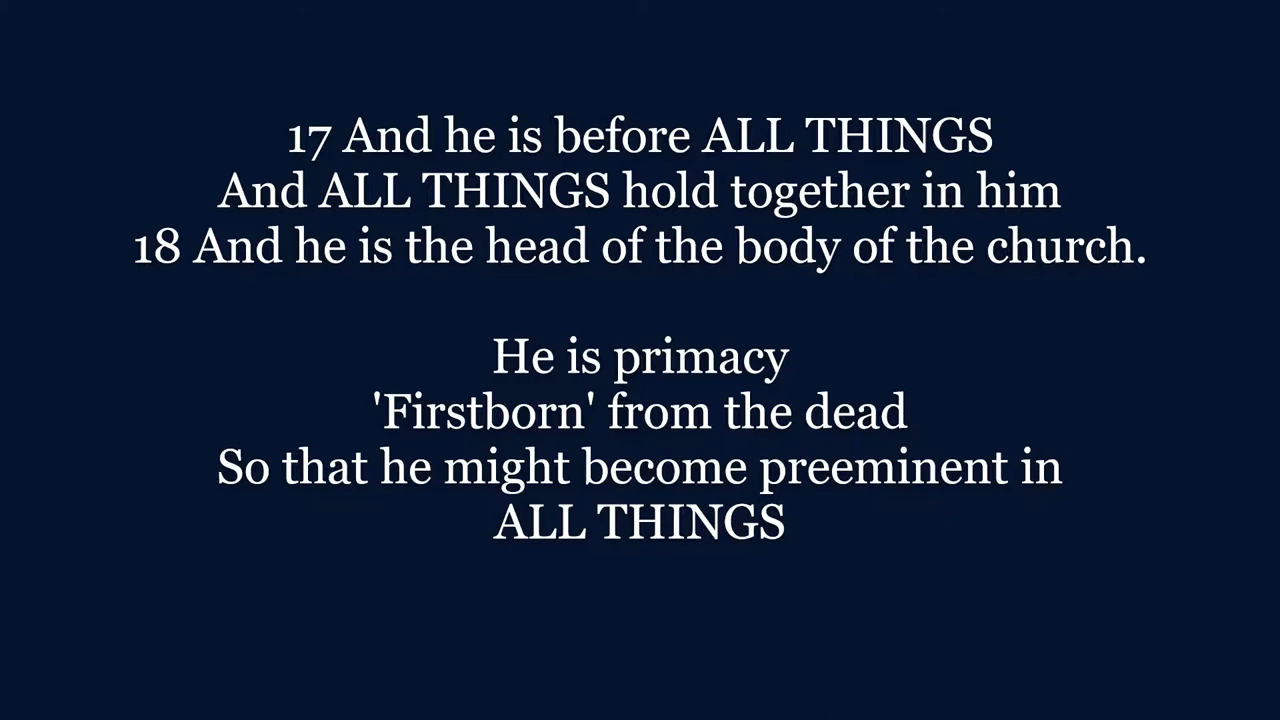 17 And he is before ALL THINGS
And ALL THINGS hold together in him
18 And he is the head of the body of the church.
He is primacy
'Firstborn' from the dead
So that he might become preeminent in
ALL THINGS